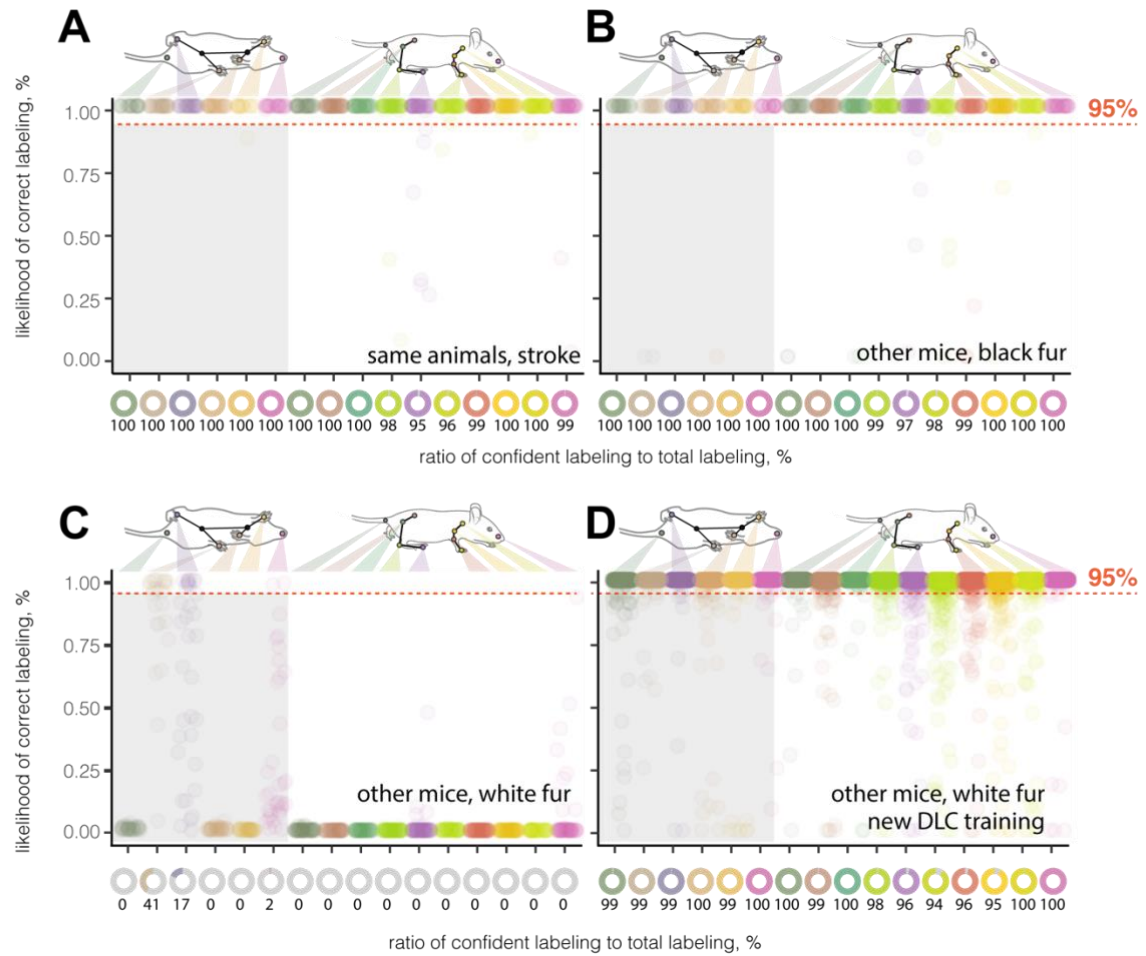 A
B
likelihood of correct labeling, %
1.00
0.75
0.50
0.25
0.00
95%
same animals, stroke
other mice, black fur
100 100 100 100 100 100 100 100 100 98 95 96 99 100 100 99
100 100 100 100 100 100 100 100 100 99 97 98 99 100 100 100
ratio of confident labeling to total labeling, %
C
D
likelihood of correct labeling, %
1.00
0.75
0.50
0.25
0.00
95%
other mice, white fur
other mice, white fur
new DLC training
0 41 17 0 0 2 0 0 0 0 0 0 0 0 0 0
99 99 99 100 99 100 100 99 100 98 96 94 96 95 100 100
ratio of confident labeling to total labeling, %